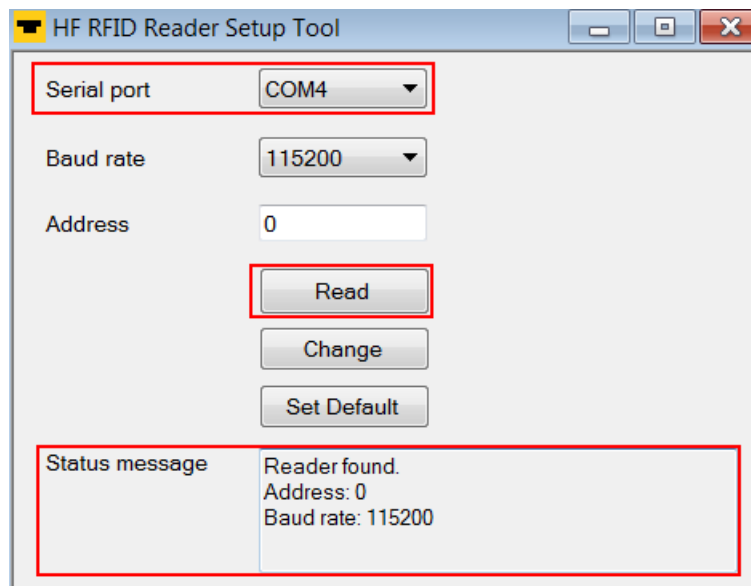 HF RFID Reader Setup Tool
Serial port COM4
Baud rate 115200
Address 0
Read
Change
Set Default
Status message Reader found.
Address: 0
Baud rate: 115200